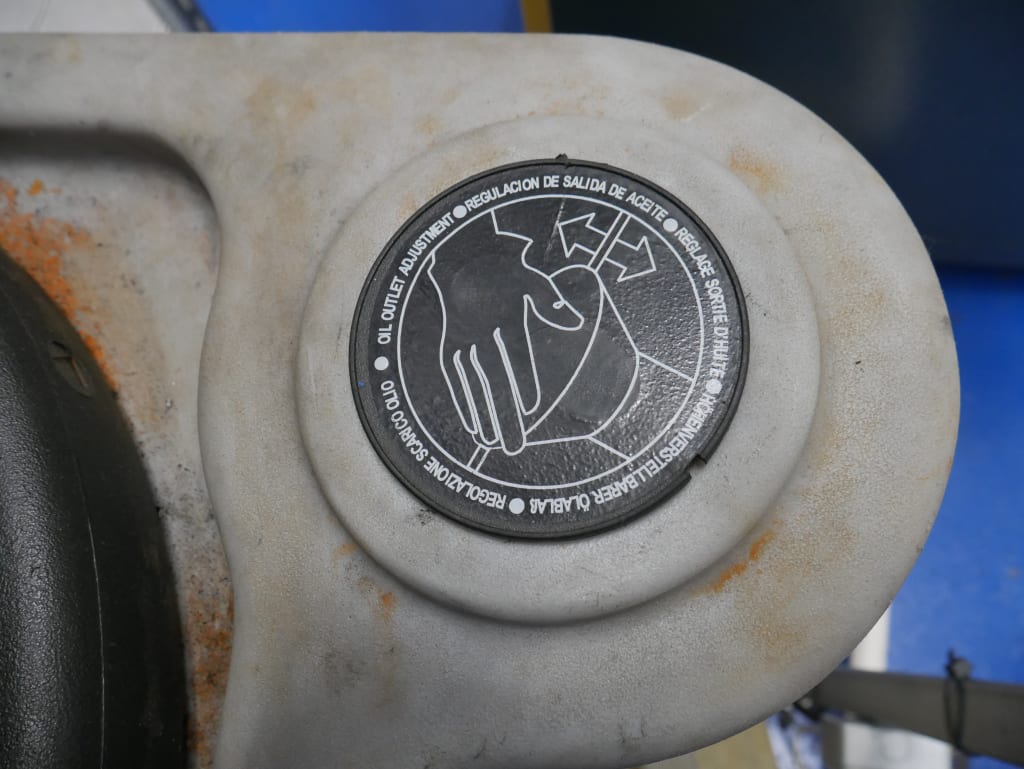 OIL OUTLET ADJUSTMENT
REGULACION DE SALIDA DE ACEITE
REGLAGE SORTIE D'HUILE
HÖHENVERSTELLBARER ÖLABLAß
REGOLAZIONE SCARICO OLIO